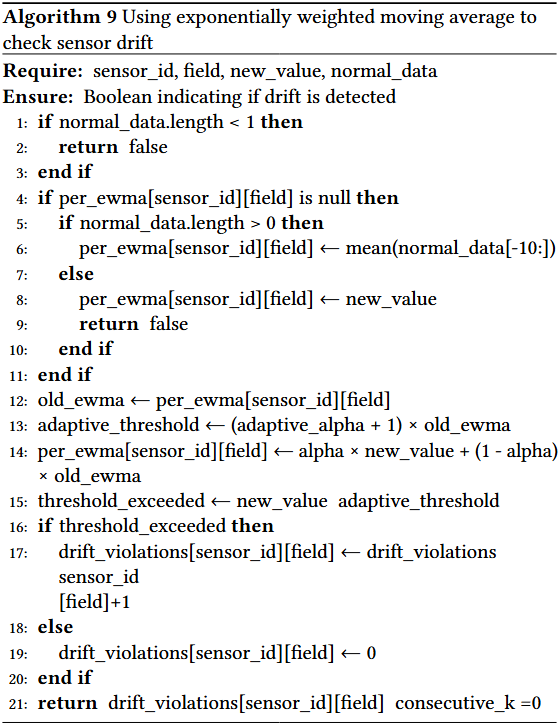 Algorithm 9 Using exponentially weighted moving average to
check sensor drift
Require: sensor_id, field, new_value, normal_data
Ensure: Boolean indicating if drift is detected
1: if normal_data.length < 1 then
2: return false
3: end if
4: if per_ewma[sensor_id][field] is null then
5: if normal_data.length > 0 then
6: per_ewma[sensor_id][field] ← mean(normal_data[-10:])
7: else
8: per_ewma[sensor_id][field] ← new_value
9: return false
10: end if
11: end if
12: old_ewma ← per_ewma[sensor_id][field]
13: adaptive_threshold ← (adaptive_alpha + 1) × old_ewma
14: per_ewma[sensor_id][field] ← alpha × new_value + (1 - alpha)
× old_ewma
15: threshold_exceeded ← new_value adaptive_threshold
16: if threshold_exceeded then
17: drift_violations[sensor_id][field] ← drift_violations
sensor_id
[field]+1
18: else
19: drift_violations[sensor_id][field] ← 0
20: end if
21: return drift_violations[sensor_id][field] consecutive_k =0